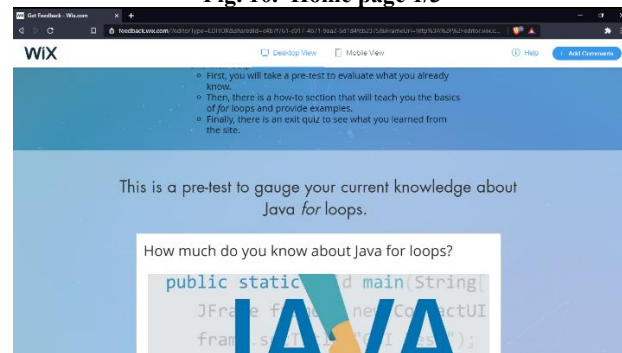 Fig. 10. Home page 1/3
Get Feedback - Wix.com
feedback.wix.com
WiX
Desktop View
Mobile View
Help
Add Comments
First, you will take a pre-test to evaluate what you already
know.
Then, there is a how-to section that will teach you the basics
of for loops and provide examples.
Finally, there is an exit quiz to see what you learned from
the site.
This is a pre-test to gauge your current knowledge about
Java for loops.
How much do you know about Java for loops?
public static main(String[
JFra
JAVA